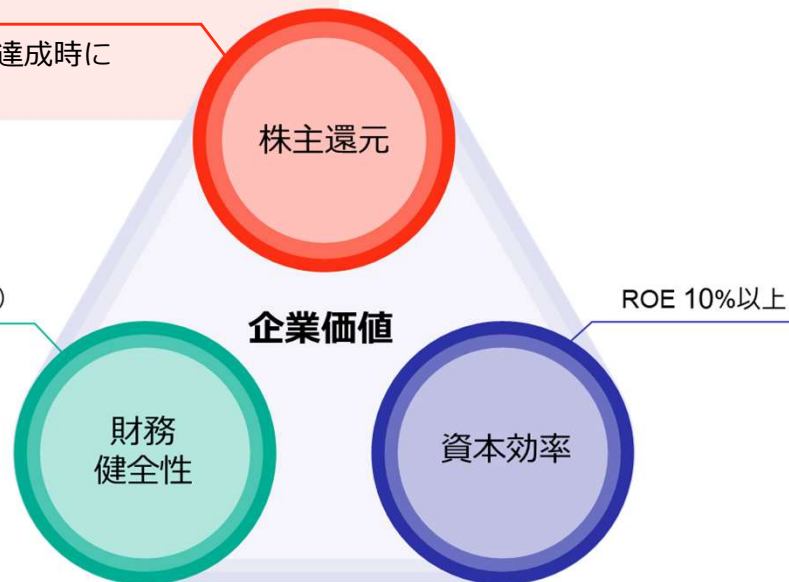 達成時に
株主還元
）
ROE 10%以上
企業価値
財務
健全性
資本効率